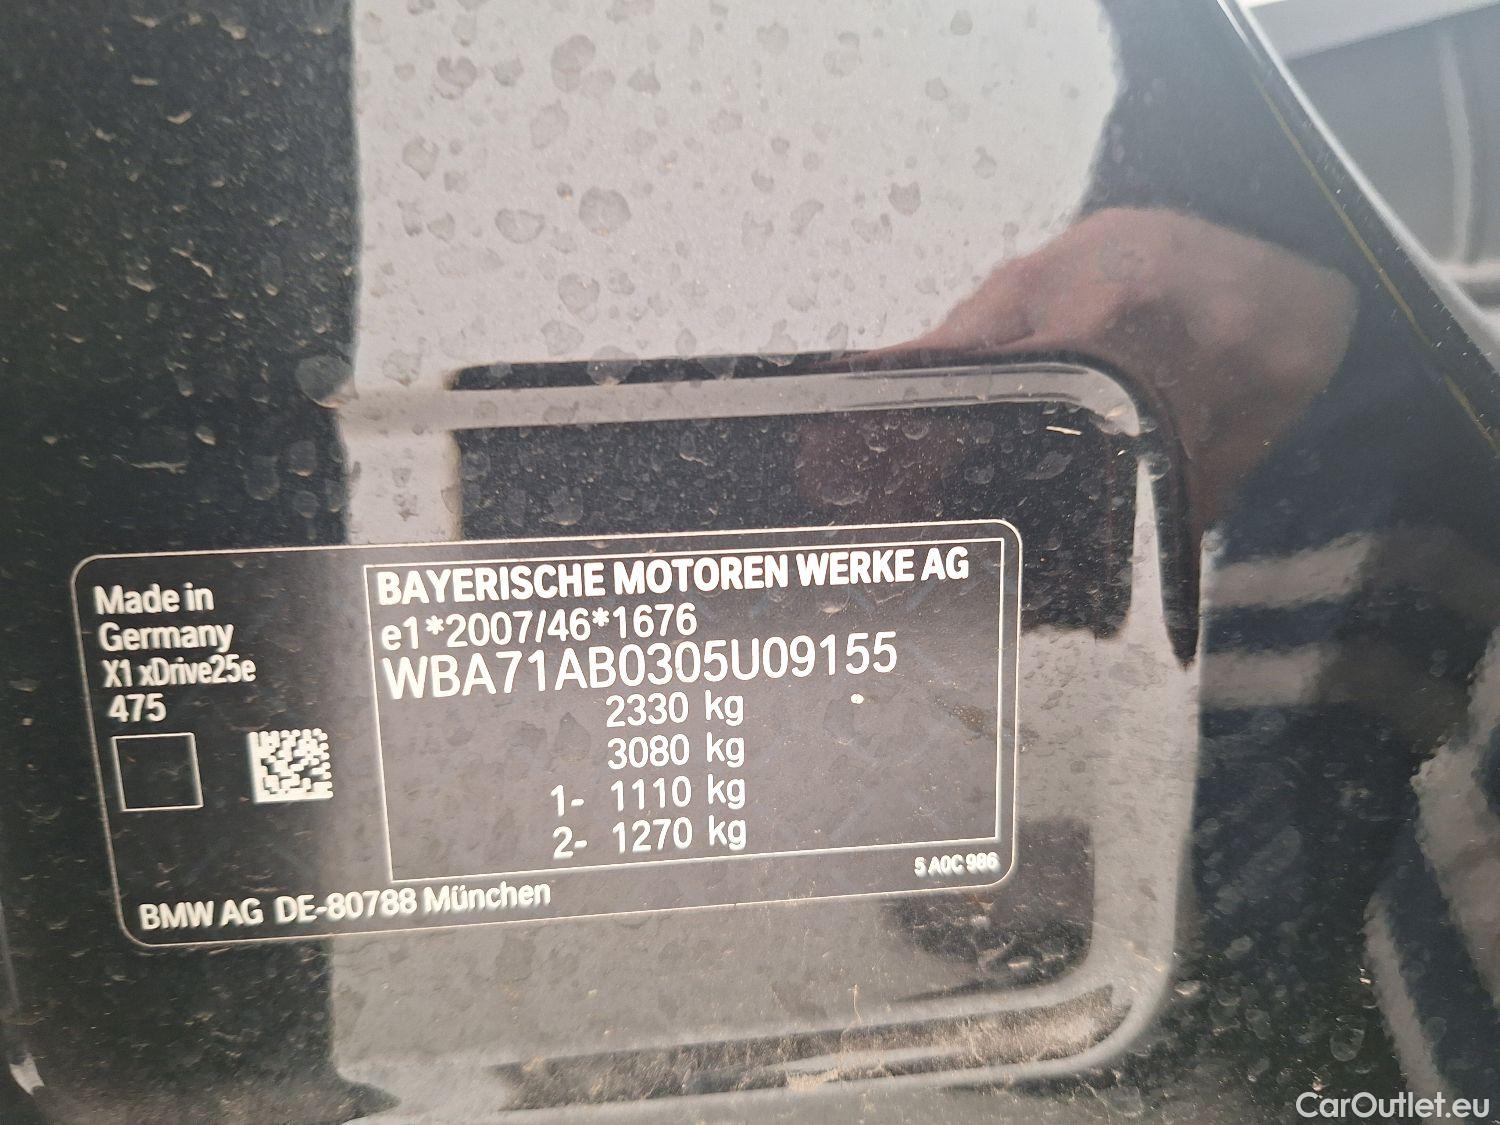 Made in
Germany
X1 xDrive25e
475
BAYERISCHE MOTOREN WERKE AG
e1*2007/46*1676
WBA71AB0305U09155
2330 kg
3080 kg
1- 1110 kg
2- 1270 kg
5 A0C 986
BMW AG DE-80788 München
CarOutlet.eu